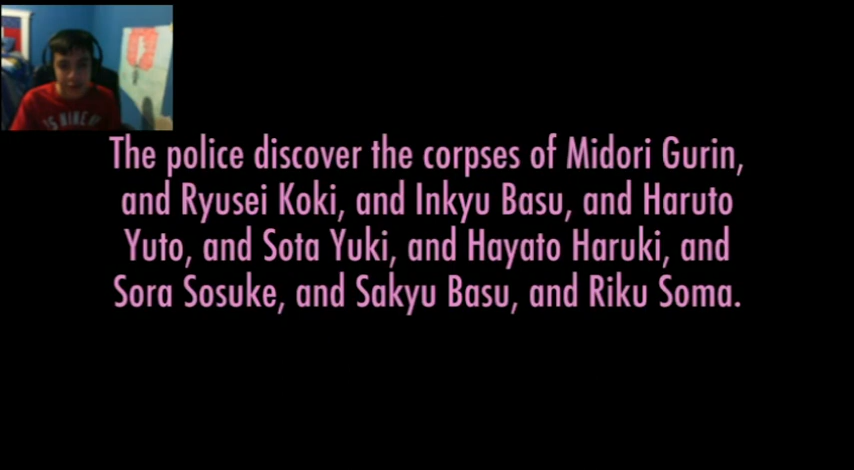 The police discover the corpses of Midori Gurin,
and Ryusei Koki, and Inkyu Basu, and Haruto
Yuto, and Sota Yuki, and Hayato Haruki, and
Sora Sosuke, and Sakyu Basu, and Riku Soma.